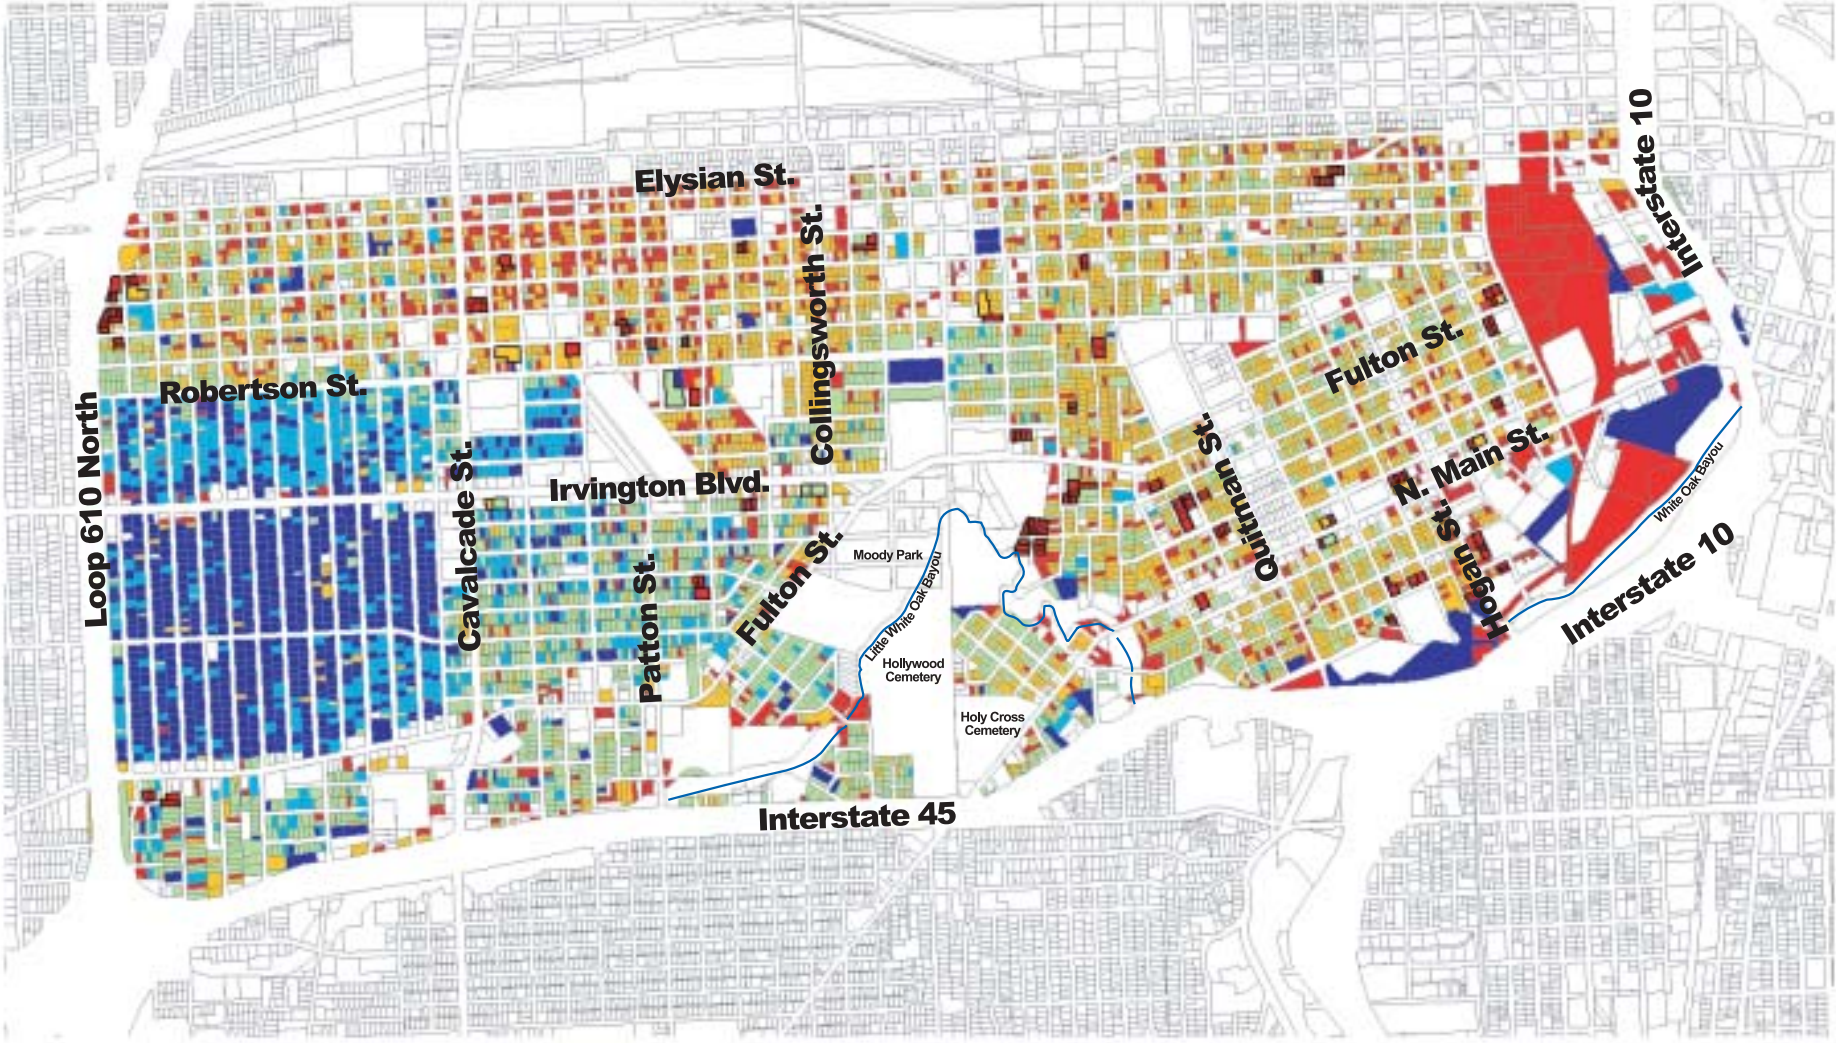 Interstate 10
Elysian St.
Collingsworth St.
Interstate
Fulton St.
Robertson St.
Loop 610 North
Quitman St.
N. Main St.
White Oak Bayou
Irvington Blvd.
Cavalcade St.
Hogan St.
Patton St.
Fulton St.
Moody Park
Little White Oak Bayou
Interstate 10
Hollywood
Cemetery
Holy Cross
Cemetery
Interstate 45